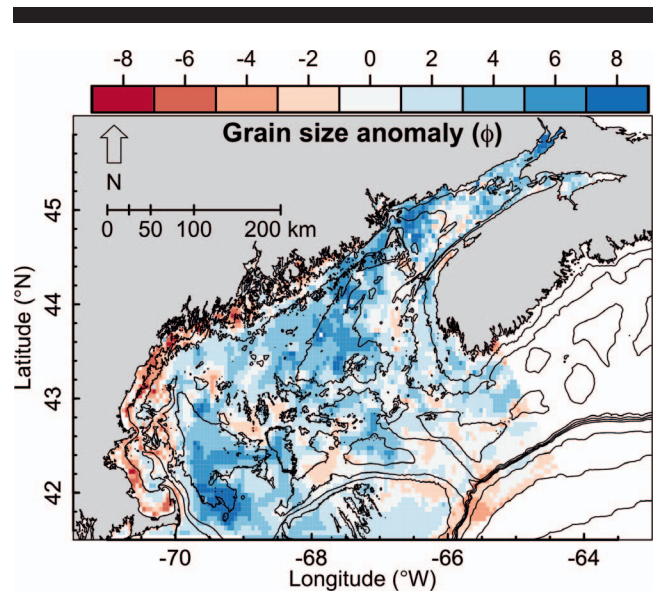 -8 -6 -4 -2 0 2 4 6 8
Grain size anomaly (ϕ)
N
0 50 100 200 km
45
44
43
42
Latitude (°N)
-70 -68 -66 -64
Longitude (°W)